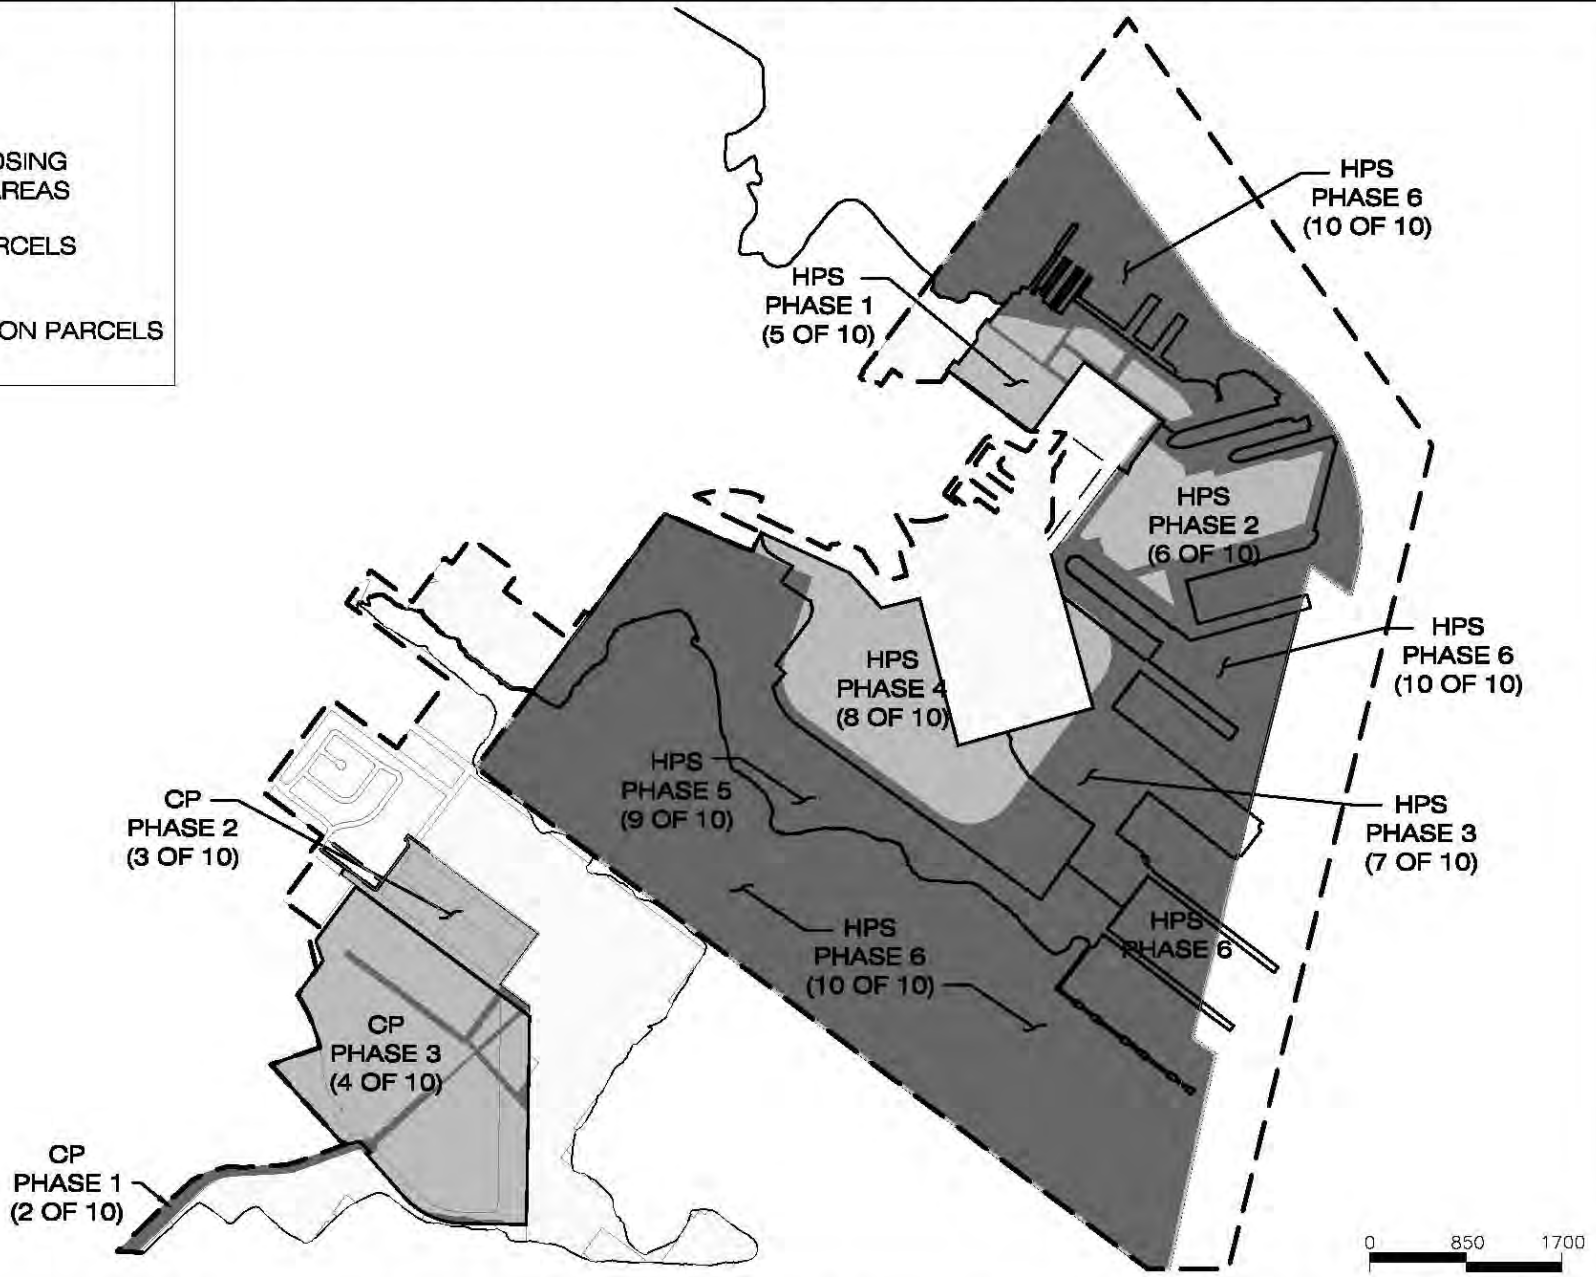 OSING
AREAS
RCELS
ON PARCELS
HPS
PHASE 6
(10 OF 10)
HPS
PHASE 1
(5 OF 10)
HPS
PHASE 2
(6 OF 10)
HPS
PHASE 6
(10 OF 10)
HPS
PHASE 4
(8 OF 10)
HPS
PHASE 5
(9 OF 10)
CP
PHASE 2
(3 OF 10)
HPS
PHASE 3
(7 OF 10)
HPS
PHASE 6
(10 OF 10)
HPS
PHASE 6
CP
PHASE 3
(4 OF 10)
CP
PHASE 1
(2 OF 10)
0 850 1700